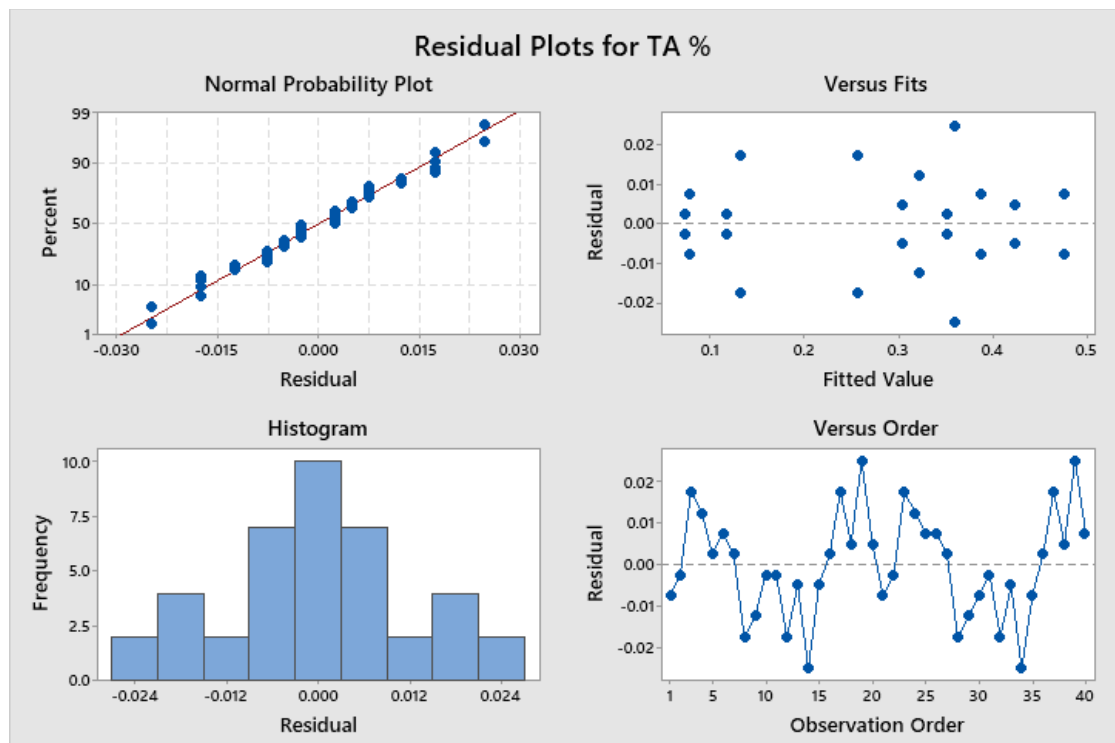 Residual Plots for TA %
Normal Probability Plot
99
90
50
10
1
Percent
-0.030 -0.015 0.000 0.015 0.030
Residual
Versus Fits
0.02
0.01
0.00
-0.01
-0.02
Residual
0.1 0.2 0.3 0.4 0.5
Fitted Value
Histogram
10.0
7.5
5.0
2.5
0.0
Frequency
-0.024 -0.012 0.000 0.012 0.024
Residual
Versus Order
0.02
0.01
0.00
-0.01
-0.02
Residual
1 5 10 15 20 25 30 35 40
Observation Order